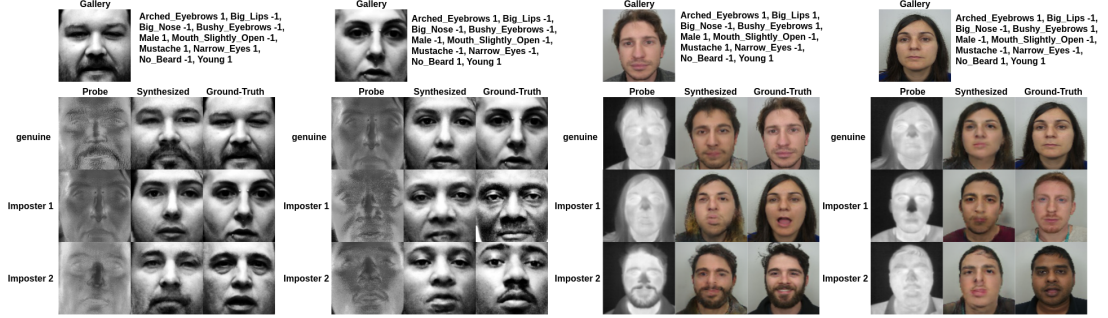 Gallery
Arched_Eyebrows 1, Big_Lips -1,
Big_Nose -1, Bushy_Eyebrows -1,
Male 1, Mouth_Slightly_Open -1,
Mustache 1, Narrow_Eyes 1,
No_Beard -1, Young 1
Probe Synthesized Ground-Truth
genuine
Imposter 1
Imposter 2
Gallery
Arched_Eyebrows 1, Big_Lips -1,
Big_Nose -1, Bushy_Eyebrows -1,
Male -1, Mouth_Slightly_Open -1,
Mustache -1, Narrow_Eyes -1,
No_Beard 1, Young 1
Probe Synthesized Ground-Truth
genuine
Imposter 1
Imposter 2
Gallery
Arched_Eyebrows 1, Big_Lips 1,
Big_Nose -1, Bushy_Eyebrows 1,
Male 1, Mouth_Slightly_Open -1,
Mustache -1, Narrow_Eyes -1,
No_Beard 1, Young 1
Probe Synthesized Ground-Truth
genuine
Imposter 1
Imposter 2
Gallery
Arched_Eyebrows 1, Big_Lips -1,
Big_Nose -1, Bushy_Eyebrows 1,
Male -1, Mouth_Slightly_Open -1,
Mustache -1, Narrow_Eyes -1,
No_Beard 1, Young 1
Probe Synthesized Ground-Truth
genuine
Imposter 1
Imposter 2